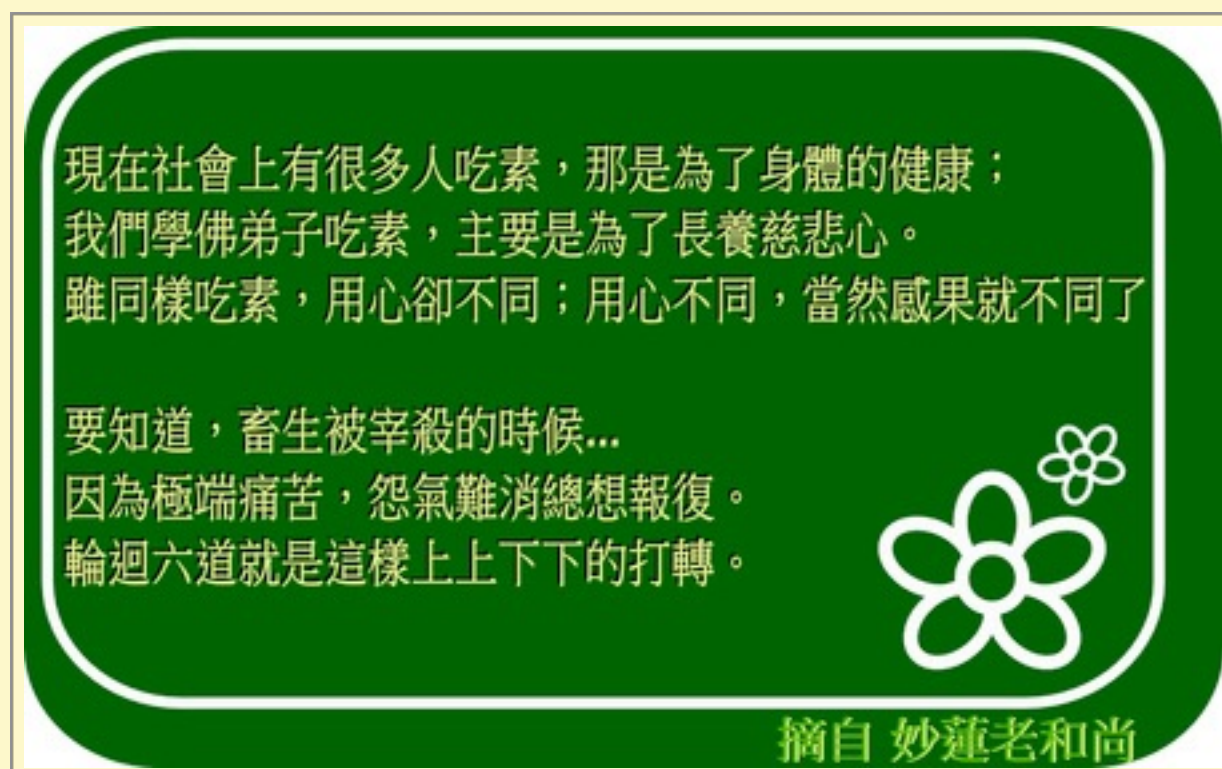 現在社會上有很多人吃素，那是為了身體的健康；
我們學佛弟子吃素，主要是為了長養慈悲心。
雖同樣吃素，用心卻不同；用心不同，當然感果就不同了
要知道，畜生被宰殺的時候...
因為極端痛苦，怨氣難消總想報復。
輪迴六道就是這樣上上下下的打轉。
摘自 妙蓮老和尚